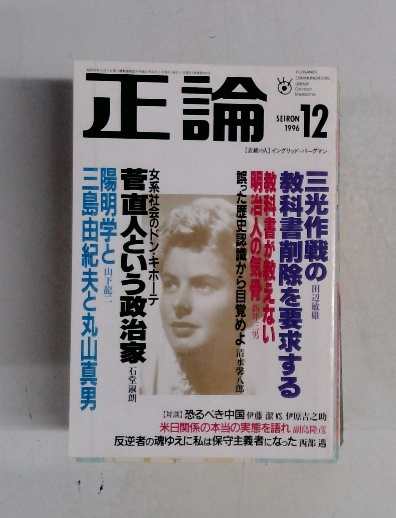 FUJISANKEI
COMMUNICATIONS
GROUP
Opinion
magazine
正論
SEIRON
1996
12
【表紙の人】イングリッド・バーグマン
三光作戦の
教科書削除を要求する
田辺敏雄
教科書が教えない
明治人の気骨
誤った歴史認識から目覚めよ 清水馨八郎
女系社会のドン・キホーテ
菅直人という政治家
石堂淑朗
陽明学と
山下龍二
三島由紀夫と丸山真男
【対談】恐るべき中国 伊藤 潔 VS. 伊原吉之助
米日関係の本当の実態を語れ 副島隆彦
反逆者の魂ゆえに私は保守主義者になった 西部 邁